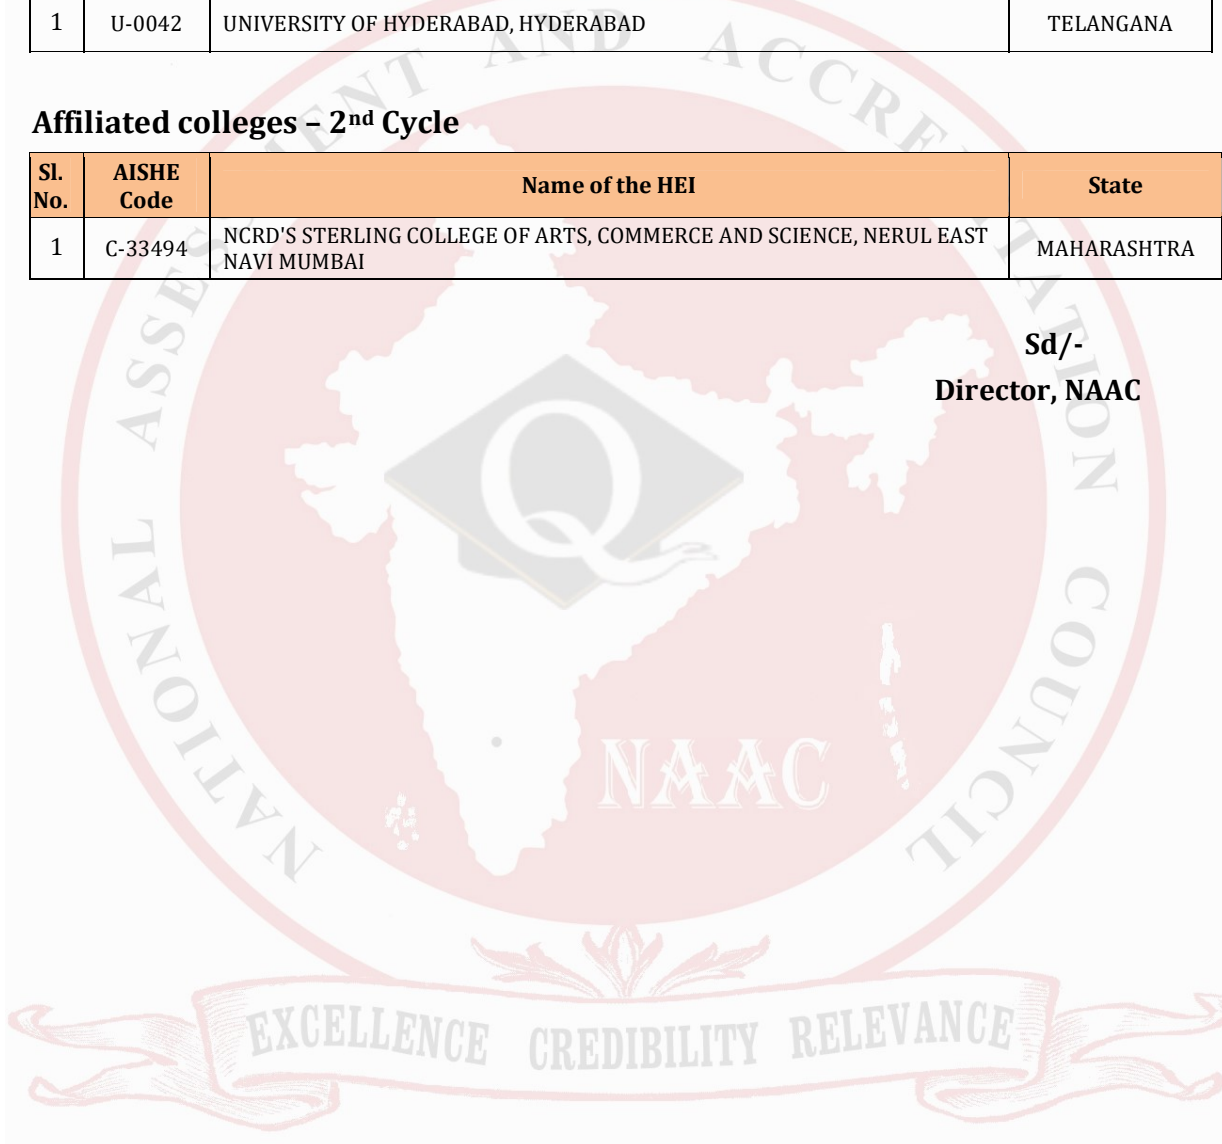 1 U-0042 UNIVERSITY OF HYDERABAD, HYDERABAD TELANGANA
Affiliated colleges – 2nd Cycle
Sl. No. AISHE Code Name of the HEI State
1 C-33494 NCRD'S STERLING COLLEGE OF ARTS, COMMERCE AND SCIENCE, NERUL EAST
NAVI MUMBAI MAHARASHTRA
Sd/-
Director, NAAC
NATIONAL ASSESSMENT AND ACCREDITATION COUNCIL
Q
NAAC
EXCELLENCE CREDIBILITY RELEVANCE